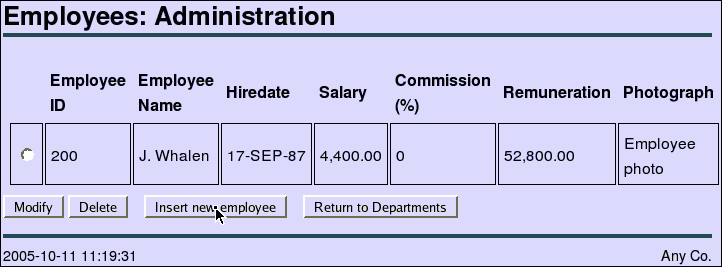 Employees: Administration
Employee ID Employee Name Hiredate Salary Commission (%) Remuneration Photograph
200 J. Whalen 17-SEP-87 4,400.00 0 52,800.00 Employee photo
Modify Delete Insert new employee Return to Departments
2005-10-11 11:19:31 Any Co.